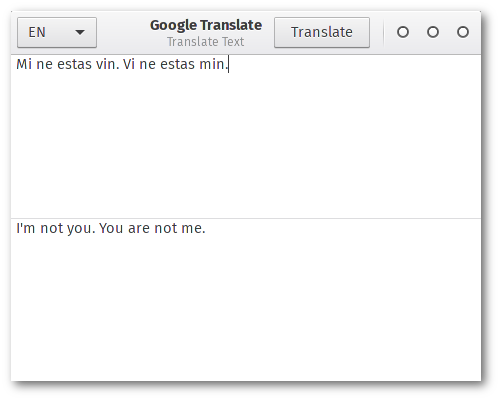 EN
Google Translate
Translate Text
Translate
Mi ne estas vin. Vi ne estas min.
I'm not you. You are not me.